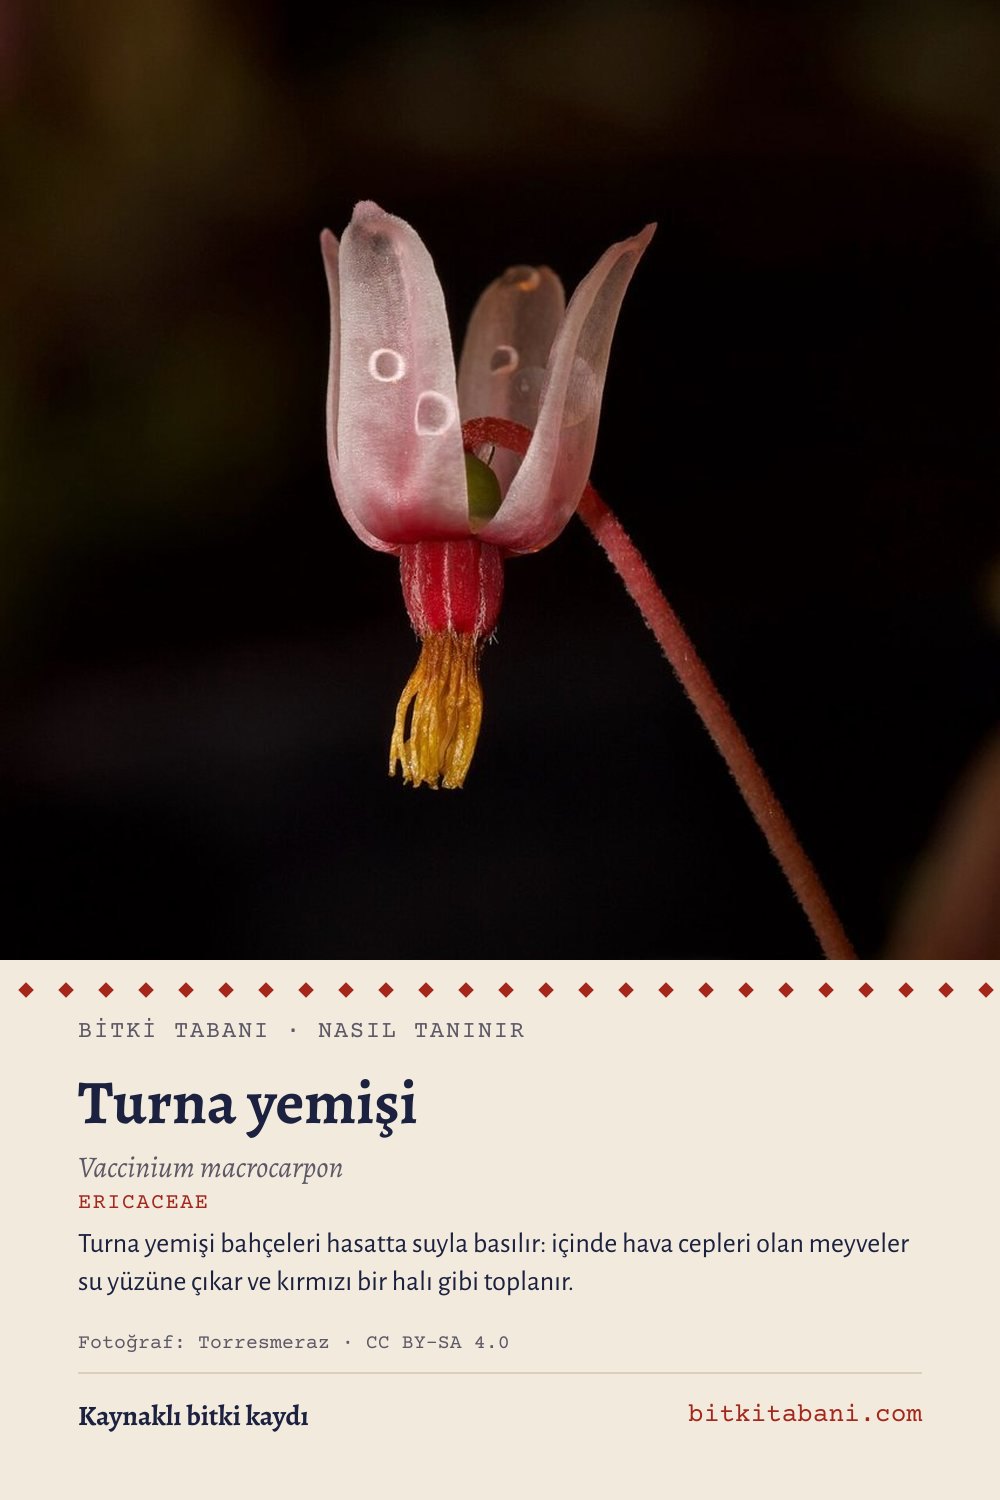 BİTKİ TABANI · NASIL TANINIR
Turna yemişi
Vaccinium macrocarpon
ERICACEAE
Turna yemişi bahçeleri hasatta suyla basılır: içinde hava cepleri olan meyveler
su yüzüne çıkar ve kırmızı bir halı gibi toplanır.
Fotoğraf: Torresmeraz · CC BY-SA 4.0
Kaynaklı bitki kaydı
bitkitabani.com